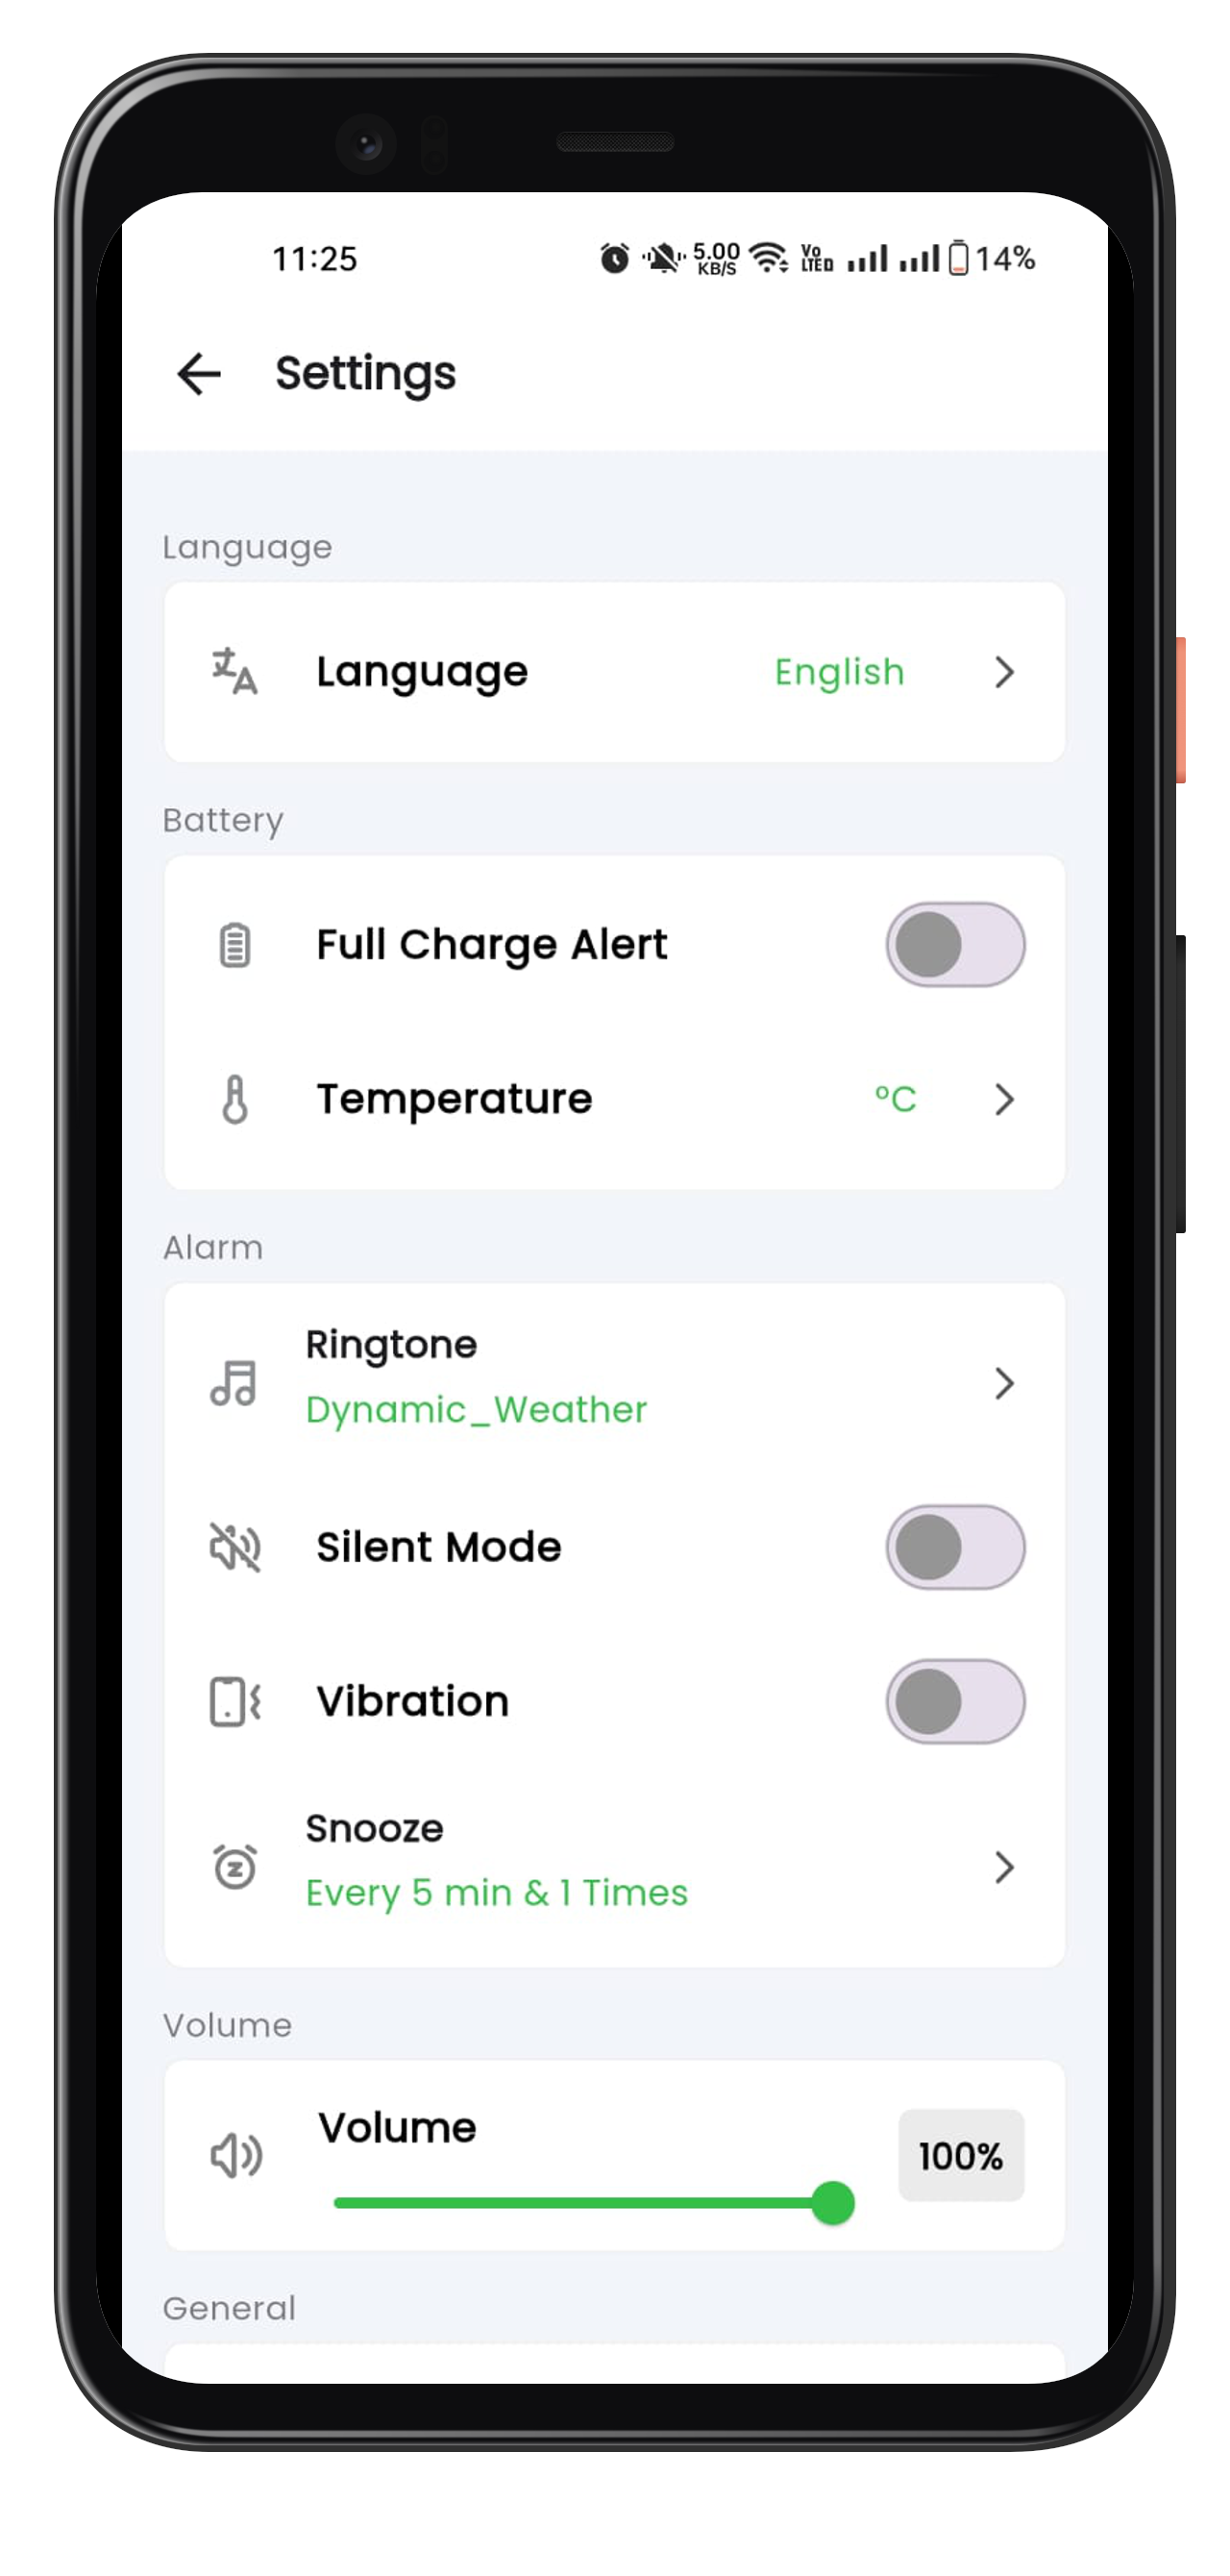 11:25 5.00 KB/S Vo LTED 14%
Settings
Language
Language English
Battery
Full Charge Alert
Temperature °C
Alarm
Ringtone
Dynamic_Weather
Silent Mode
Vibration
Snooze
Every 5 min & 1 Times
Volume
Volume
100%
General